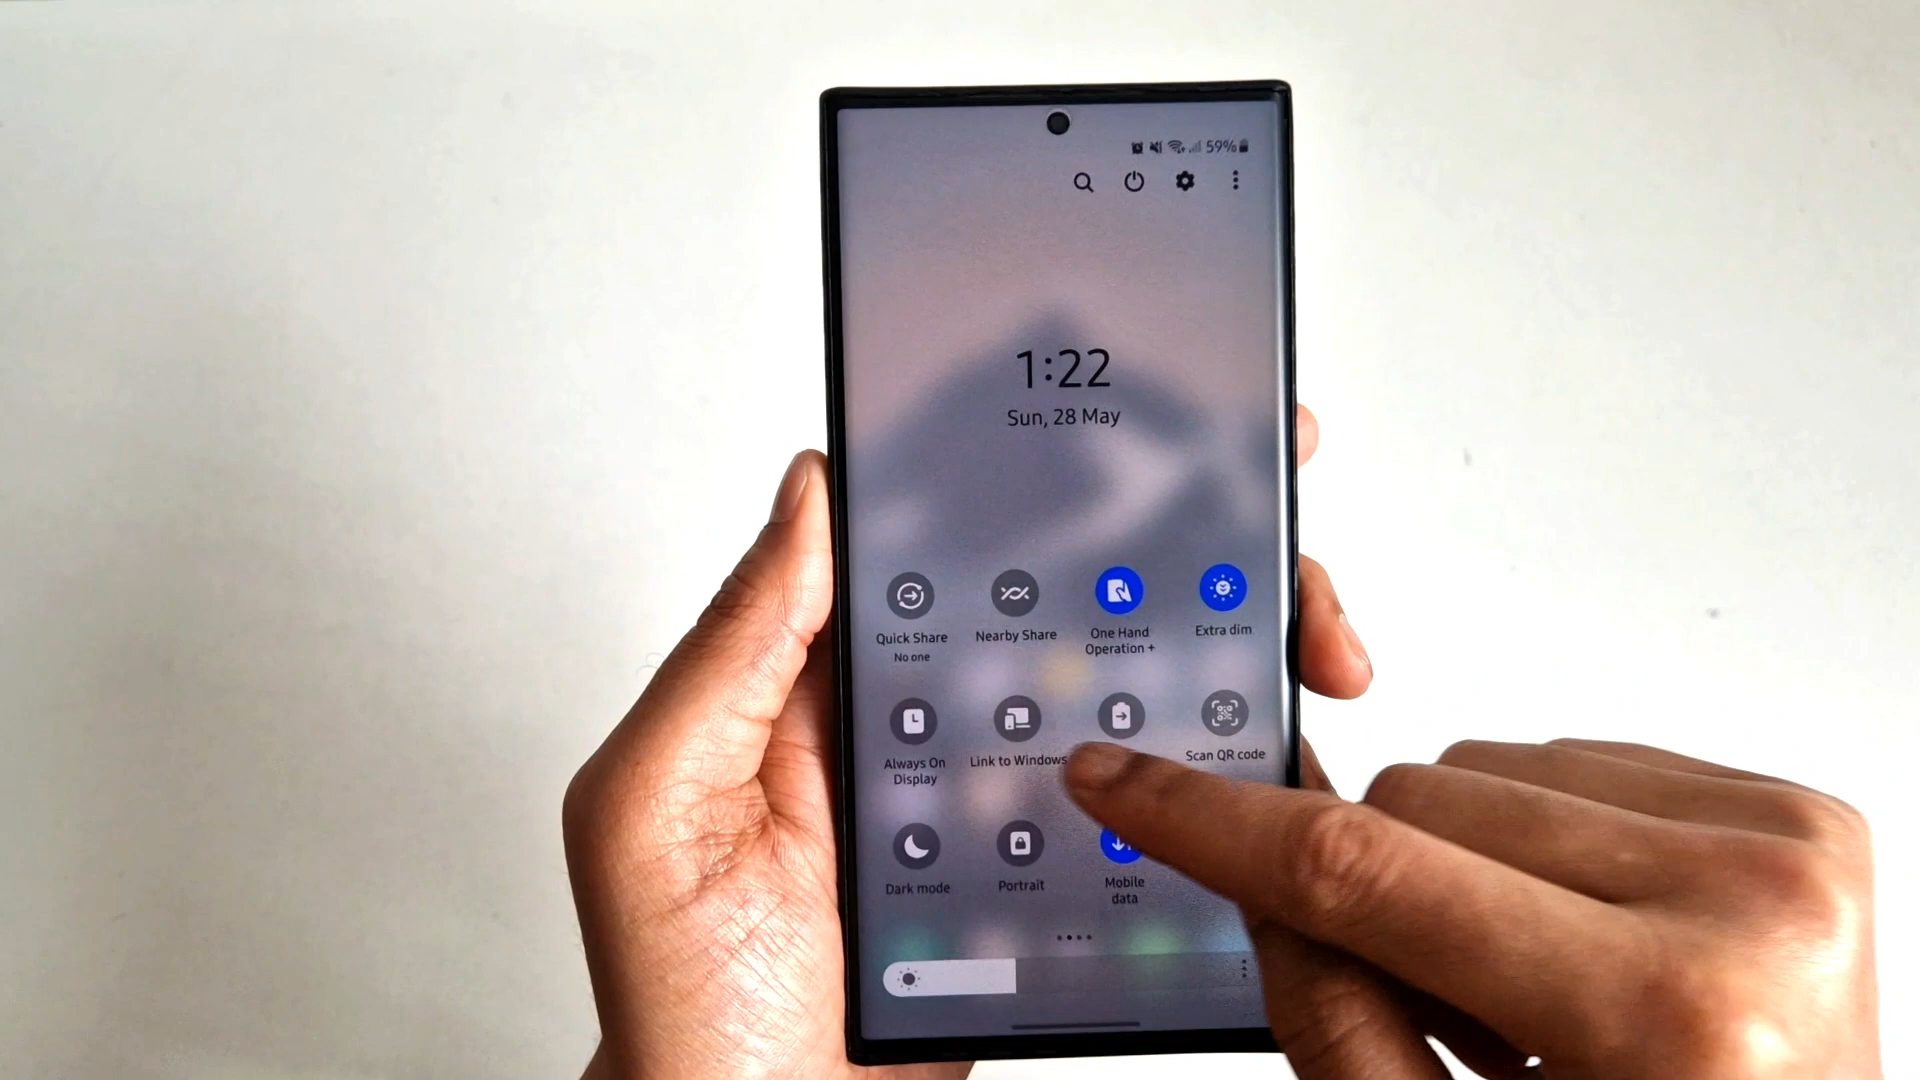 59%
1:22
Sun, 28 May
Quick Share
No one
Nearby Share
One Hand
Operation +
Extra dim
Always On
Display
Link to Windows
Scan QR code
Dark mode
Portrait
Mobile
data